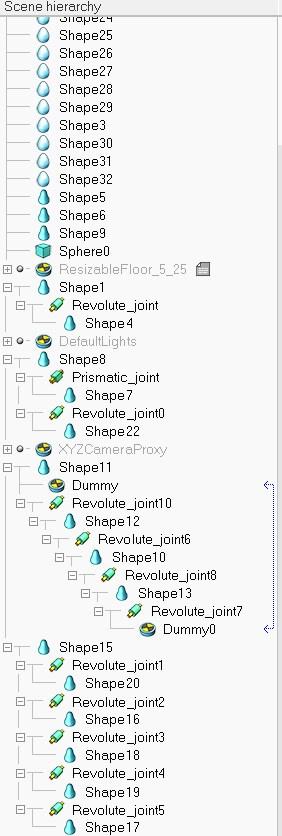 Scene hierarchy
Shape24
Shape25
Shape26
Shape27
Shape28
Shape29
Shape3
Shape30
Shape31
Shape32
Shape5
Shape6
Shape9
Sphere0
ResizableFloor_5_25
Shape1
Revolute_joint
Shape4
DefaultLights
Shape8
Prismatic_joint
Shape7
Revolute_joint0
Shape22
XYZCameraProxy
Shape11
Dummy
Revolute_joint10
Shape12
Revolute_joint6
Shape10
Revolute_joint8
Shape13
Revolute_joint7
Dummy0
Shape15
Revolute_joint1
Shape20
Revolute_joint2
Shape16
Revolute_joint3
Shape18
Revolute_joint4
Shape19
Revolute_joint5
Shape17